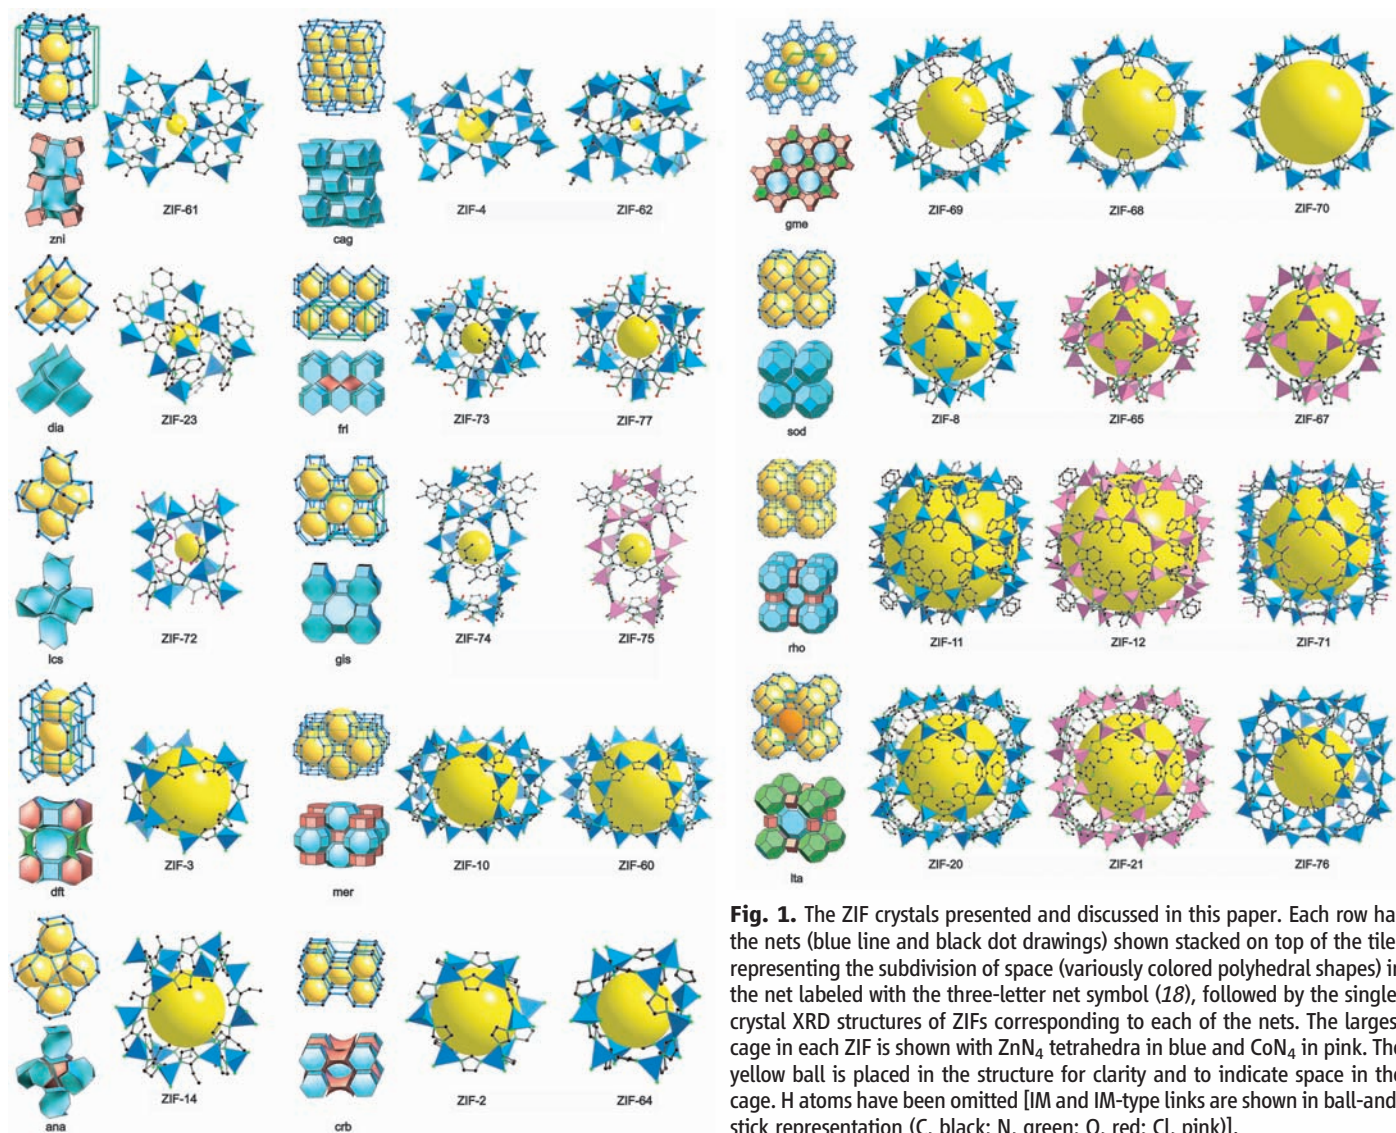 ZIF-61
zni
ZIF-4
ZIF-62
cag
ZIF-23
dia
ZIF-73
ZIF-77
frl
ZIF-72
lcs
ZIF-74
ZIF-75
gis
ZIF-3
dft
ZIF-10
ZIF-60
mer
ZIF-14
ana
ZIF-2
ZIF-64
crb
ZIF-69
ZIF-68
ZIF-70
gme
ZIF-8
ZIF-65
ZIF-67
sod
ZIF-11
ZIF-12
ZIF-71
rho
ZIF-20
ZIF-21
ZIF-76
lta
Fig. 1. The ZIF crystals presented and discussed in this paper. Each row ha
the nets (blue line and black dot drawings) shown stacked on top of the tile
representing the subdivision of space (variously colored polyhedral shapes) i
the net labeled with the three-letter net symbol (18), followed by the single
crystal XRD structures of ZIFs corresponding to each of the nets. The larges
cage in each ZIF is shown with ZnN4 tetrahedra in blue and CoN4 in pink. Th
yellow ball is placed in the structure for clarity and to indicate space in the
cage. H atoms have been omitted [IM and IM-type links are shown in ball-and
stick representation (C, black; N, green; O, red; Cl, pink)].